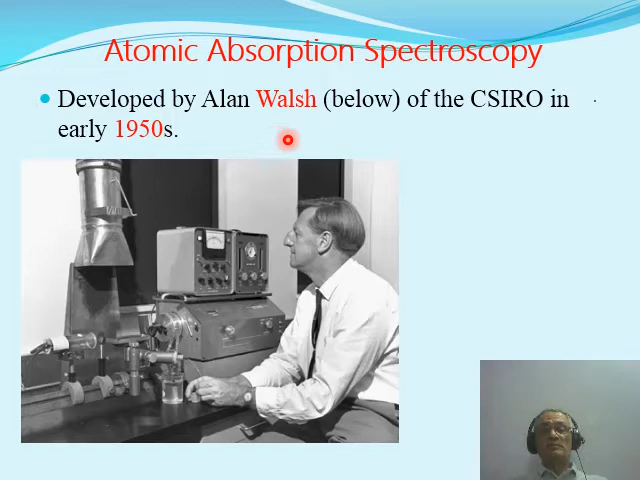 Atomic Absorption Spectroscopy
Developed by Alan Walsh (below) of the CSIRO in
early 1950s.